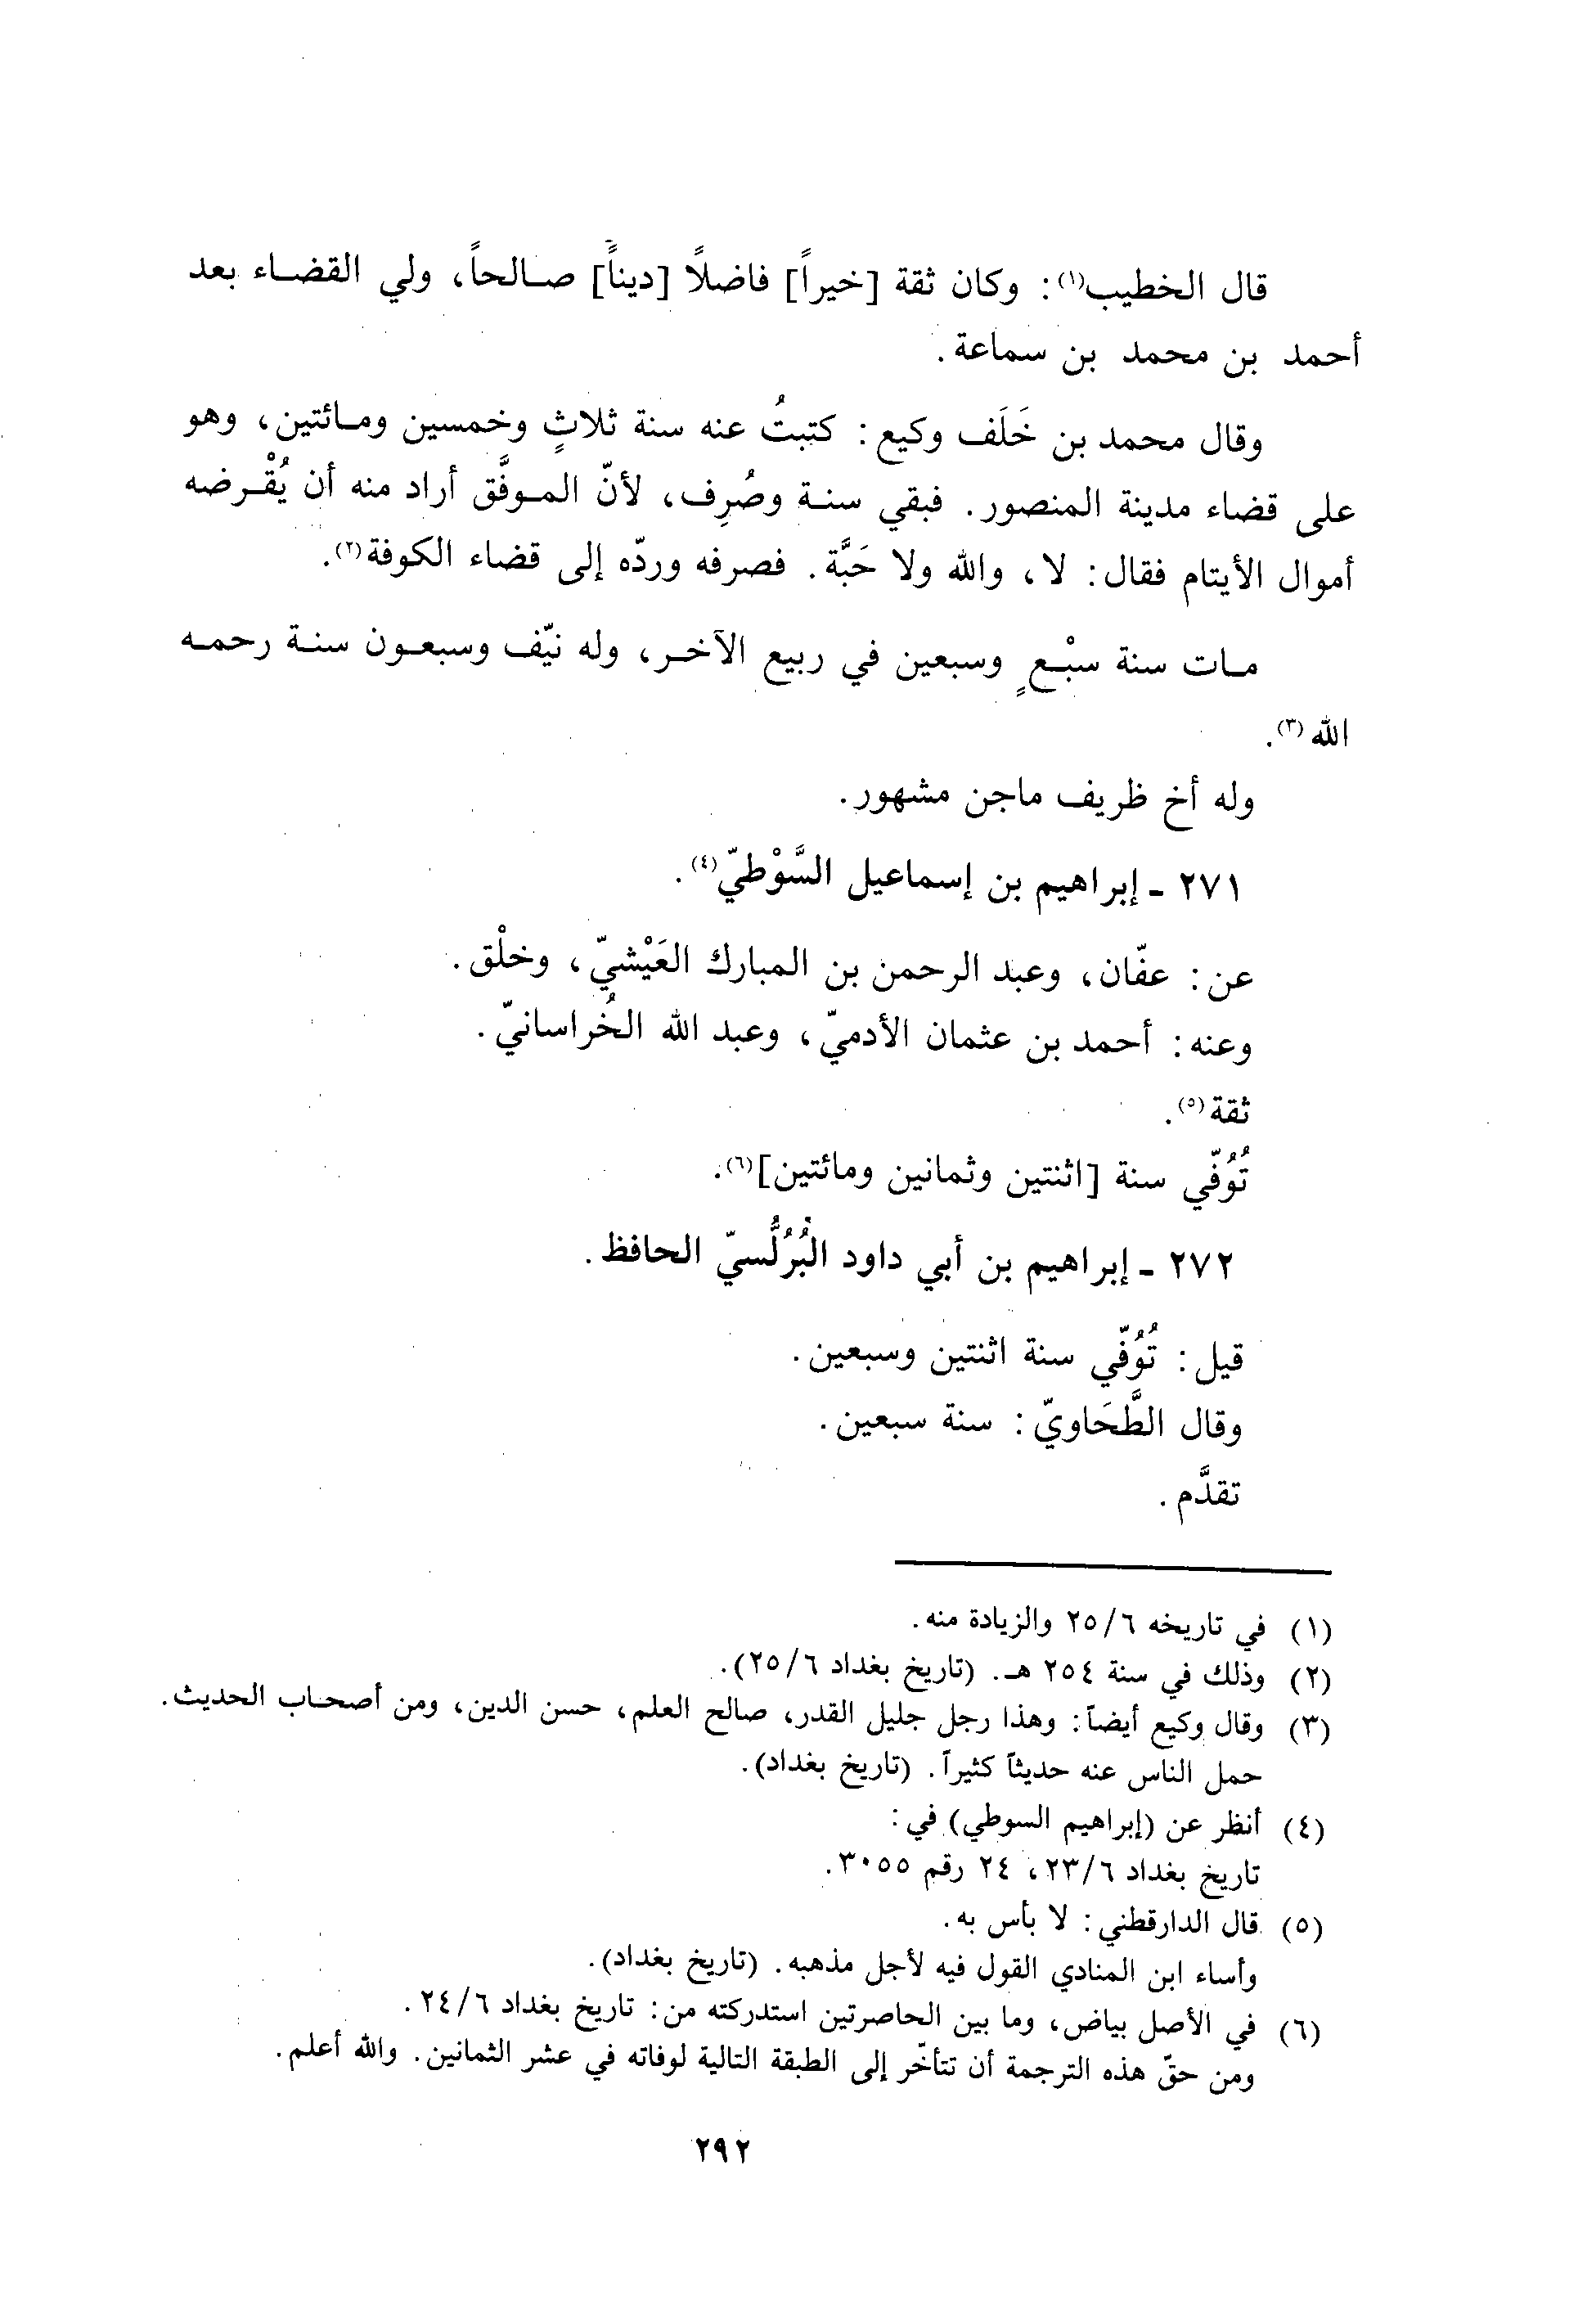 قال الخطيب(١): وكان ثقة [خيراً] فاضلًا [ديناً] صالحاً، ولي القضاء بعد
أحمد بن محمد بن سماعة.
وقال محمد بن خَلَف وكيع: كتبتُ عنه سنة ثلاثٍ وخمسين ومائتين، وهو
على قضاء مدينة المنصور. فبقي سنة وصُرِف، لأنّ الموفَّق أراد منه أن يُقْرضه
أموال الأيتام فقال: لا، والله ولا حَبَّة. فصرفه وردّه إلى قضاء الكوفة(٢).
مات سنة سبْعٍ وسبعين في ربيع الآخر، وله نيّف وسبعون سنة رحمه
الله(٣).
وله أخ ظريف ماجن مشهور.
٢٧١ - إبراهيم بن إسماعيل السَّوْطيّ(٤).
عن: عفّان، وعبد الرحمن بن المبارك العَيْشيّ، وخلْق.
وعنه: أحمد بن عثمان الأدميّ، وعبد الله الخُراسانيّ.
ثقة(٥).
تُوُفّي سنة [اثنتين وثمانين ومائتين](٦).
٢٧٢ - إبراهيم بن أبي داود البُرُلُّسيّ الحافظ.
قيل: تُوُفّي سنة اثنتين وسبعين.
وقال الطَّحَاويّ: سنة سبعين.
تقدَّم.
(١) في تاريخه ٢٥/٦ والزيادة منه.
(٢) وذلك في سنة ٢٥٤ هـ. (تاريخ بغداد ٢٥/٦).
(٣) وقال وكيع أيضاً: وهذا رجل جليل القدر، صالح العلم، حسن الدين، ومن أصحاب الحديث.
حمل الناس عنه حديثاً كثيراً. (تاريخ بغداد).
(٤) أنظر عن (إبراهيم السوطي) في:
تاريخ بغداد ٢٣/٦، ٢٤ رقم ٣٠٥٥.
(٥) قال الدارقطني: لا بأس به.
وأساء ابن المنادي القول فيه لأجل مذهبه. (تاريخ بغداد).
(٦) في الأصل بياض، وما بين الحاصرتين استدركته من: تاريخ بغداد ٢٤/٦.
ومن حقّ هذه الترجمة أن تتأخّر إلى الطبقة التالية لوفاته في عشر الثمانين. والله أعلم.
٢٩٢